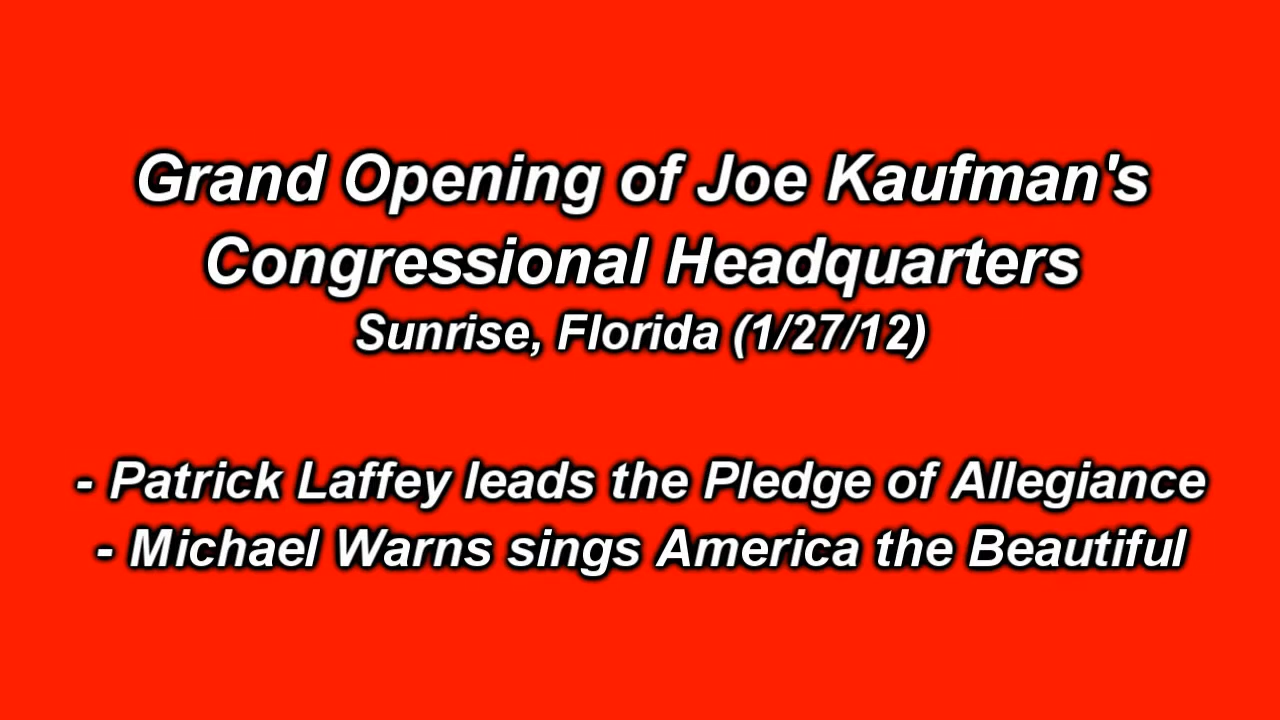 Grand Opening of Joe Kaufman's
Congressional Headquarters
Sunrise, Florida (1/27/12)
- Patrick Laffey leads the Pledge of Allegiance
- Michael Warns sings America the Beautiful